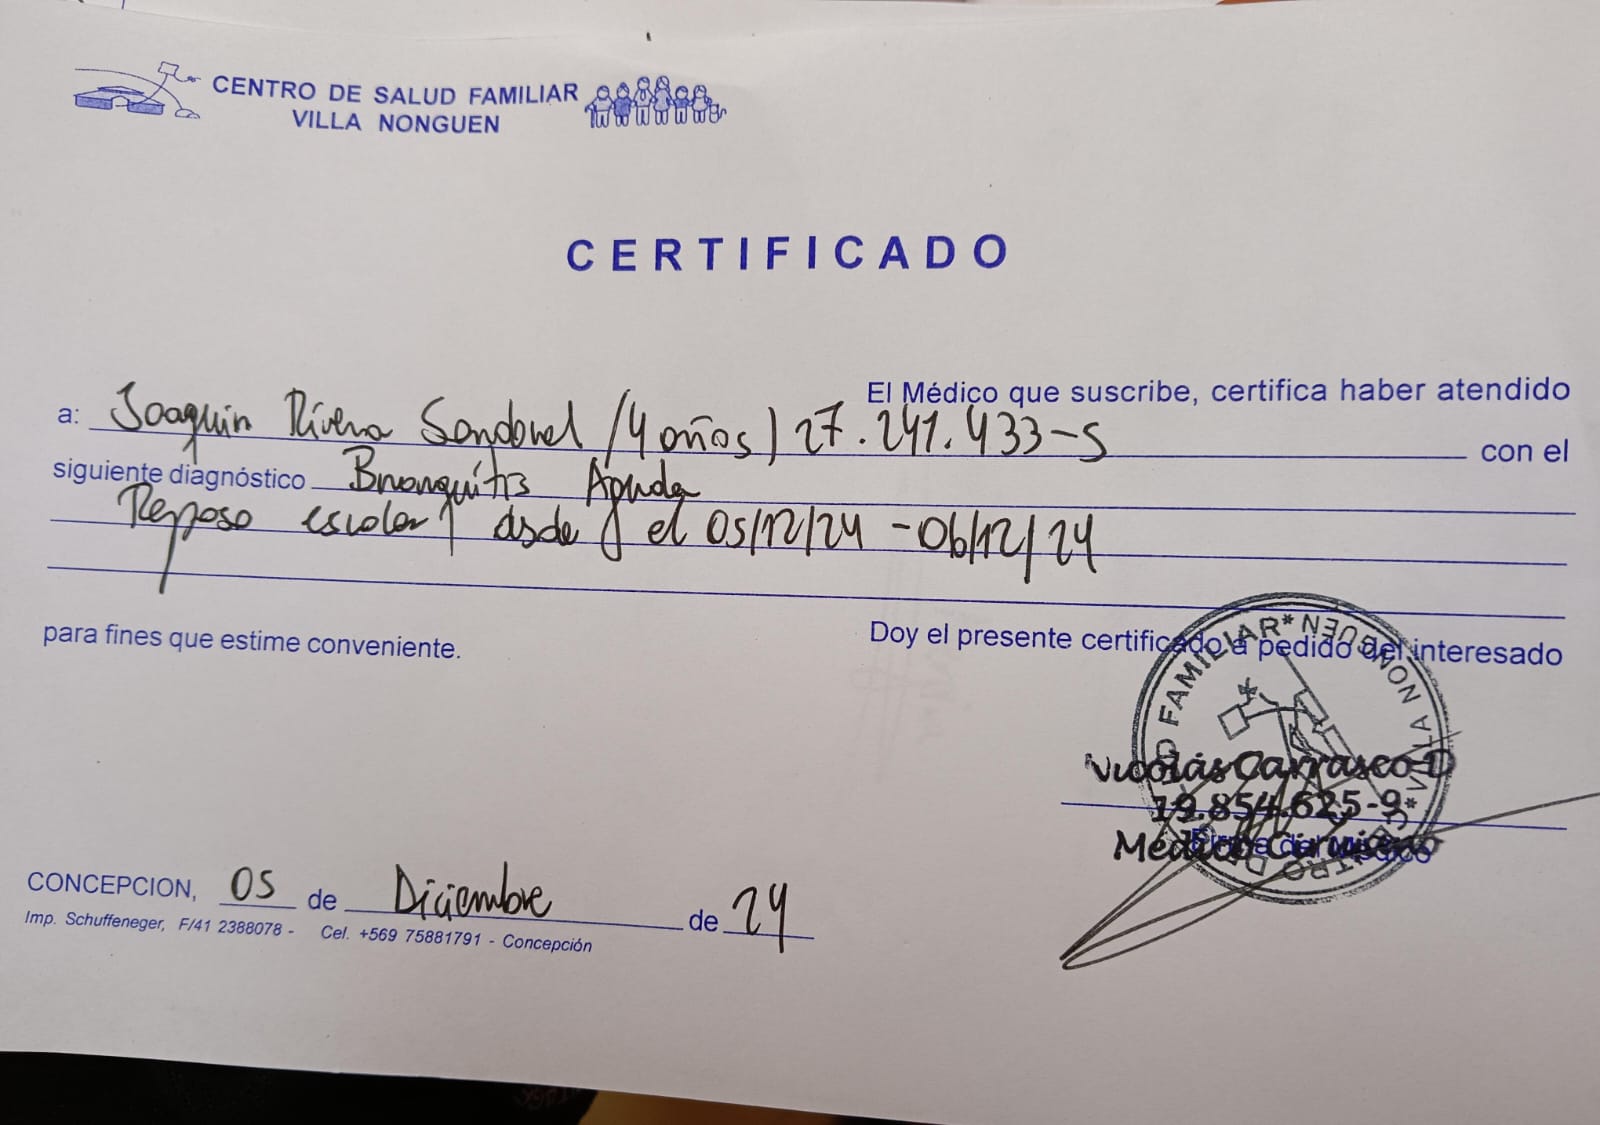 CENTRO DE SALUD FAMILIAR
VILLA NONGUEN
CERTIFICADO
El Médico que suscribe, certifica haber atendido
a: Joaquin Rivera Sandoval (4 años) 27.241.433-5 con el
siguiente diagnóstico Bronquitis Aguda
Reposo escolar desde el 05/12/24 - 06/12/24
Doy el presente certificado a pedido del interesado
para fines que estime conveniente.
FAMILIAR * VILLA NONGUEN *
Nicolás Carrasco D
19.854.625-9
Médico Cirujano
CONCEPCION, 05 de Diciembre de 24
Imp. Schuffeneger, F/41 2388078 - Cel. +569 75881791 - Concepción